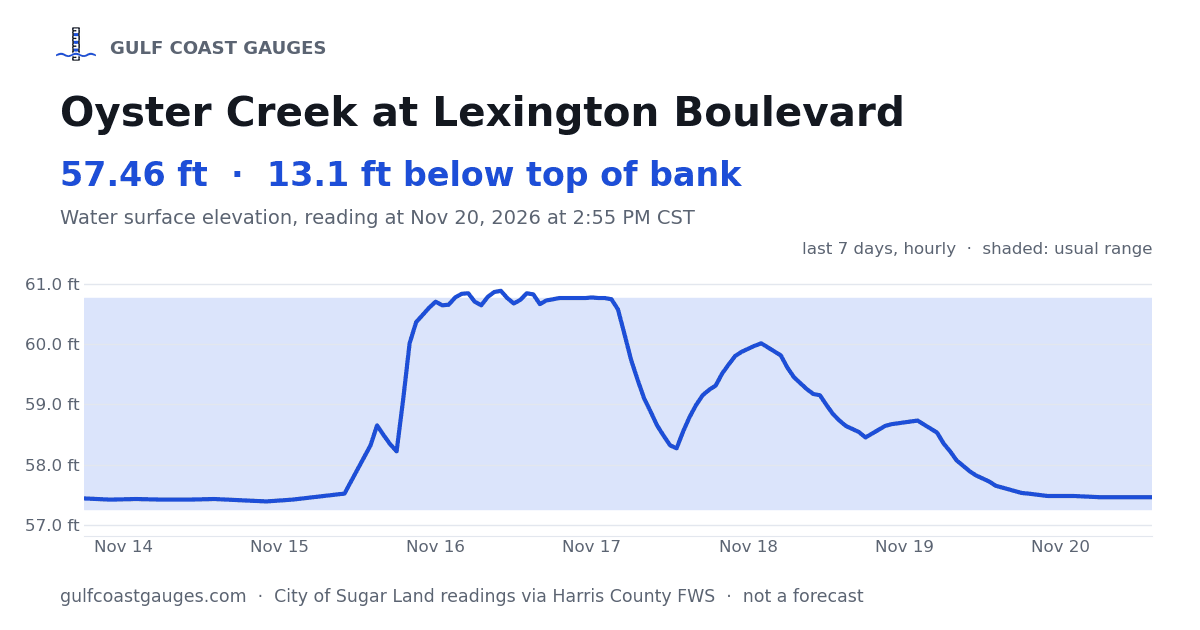 GULF COAST GAUGES
Oyster Creek at Lexington Boulevard
57.46 ft · 13.1 ft below top of bank
Water surface elevation, reading at Nov 20, 2026 at 2:55 PM CST
last 7 days, hourly · shaded: usual range
61.0 ft
60.0 ft
59.0 ft
58.0 ft
57.0 ft
Nov 14 Nov 15 Nov 16 Nov 17 Nov 18 Nov 19 Nov 20
gulfcoastgauges.com · City of Sugar Land readings via Harris County FWS · not a forecast